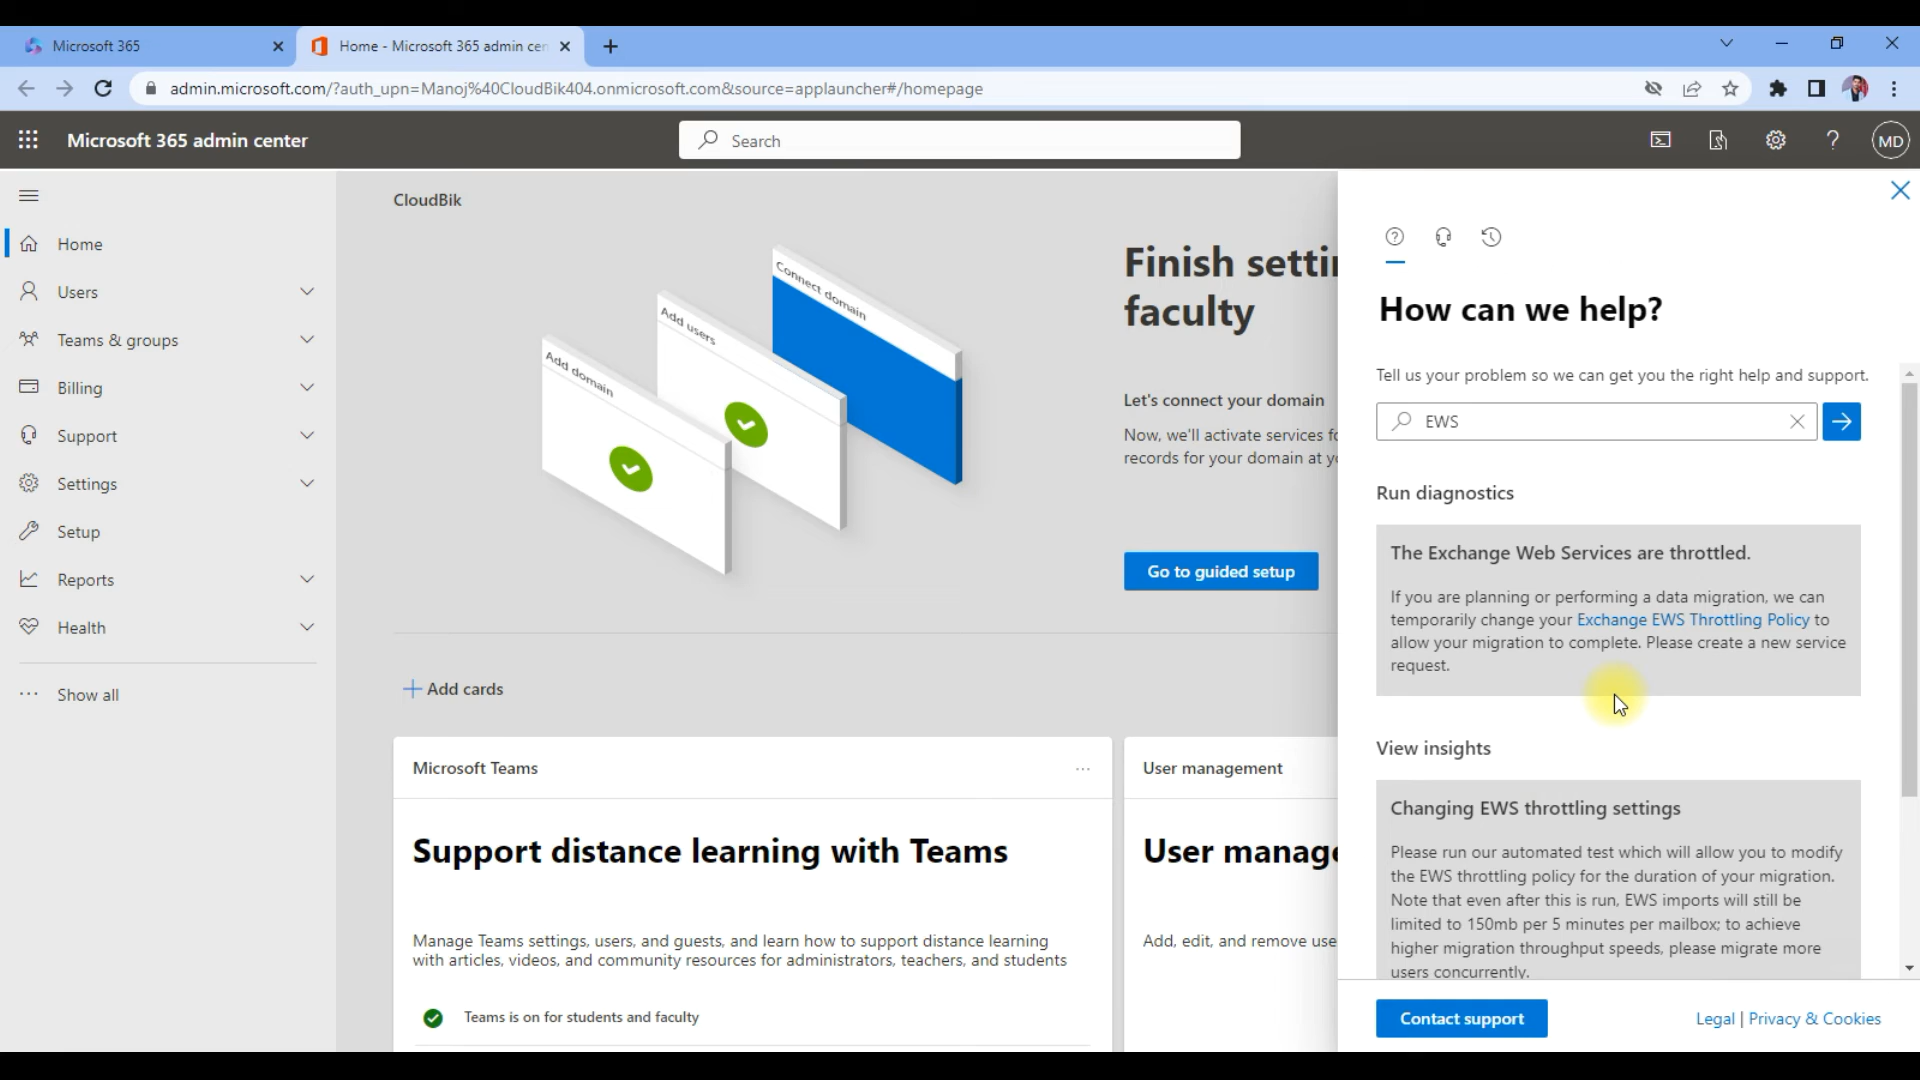 Microsoft 365
Home - Microsoft 365 admin cen
admin.microsoft.com/?auth_upn=Manoj%40CloudBik404.onmicrosoft.com&source=applauncher#/homepage
Microsoft 365 admin center
Search
MD
Home
Users
Teams & groups
Billing
Support
Settings
Setup
Reports
Health
Show all
CloudBik
Connect domain
Add users
Add domain
Finish settin
faculty
Let's connect your domain
Now, we'll activate services fo
records for your domain at yo
Go to guided setup
Add cards
Microsoft Teams
Support distance learning with Teams
Manage Teams settings, users, and guests, and learn how to support distance learning
with articles, videos, and community resources for administrators, teachers, and students
Teams is on for students and faculty
User management
User manage
Add, edit, and remove use
How can we help?
Tell us your problem so we can get you the right help and support.
EWS
Run diagnostics
The Exchange Web Services are throttled.
If you are planning or performing a data migration, we can
temporarily change your Exchange EWS Throttling Policy to
allow your migration to complete. Please create a new service
request.
View insights
Changing EWS throttling settings
Please run our automated test which will allow you to modify
the EWS throttling policy for the duration of your migration.
Note that even after this is run, EWS imports will still be
limited to 150mb per 5 minutes per mailbox; to achieve
higher migration throughput speeds, please migrate more
users concurrently.
Contact support
Legal | Privacy & Cookies